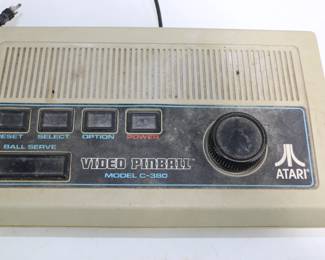 RESET SELECT OPTION POWER
BALL SERVE
VIDEO PINBALL
MODEL C-380
ATARI